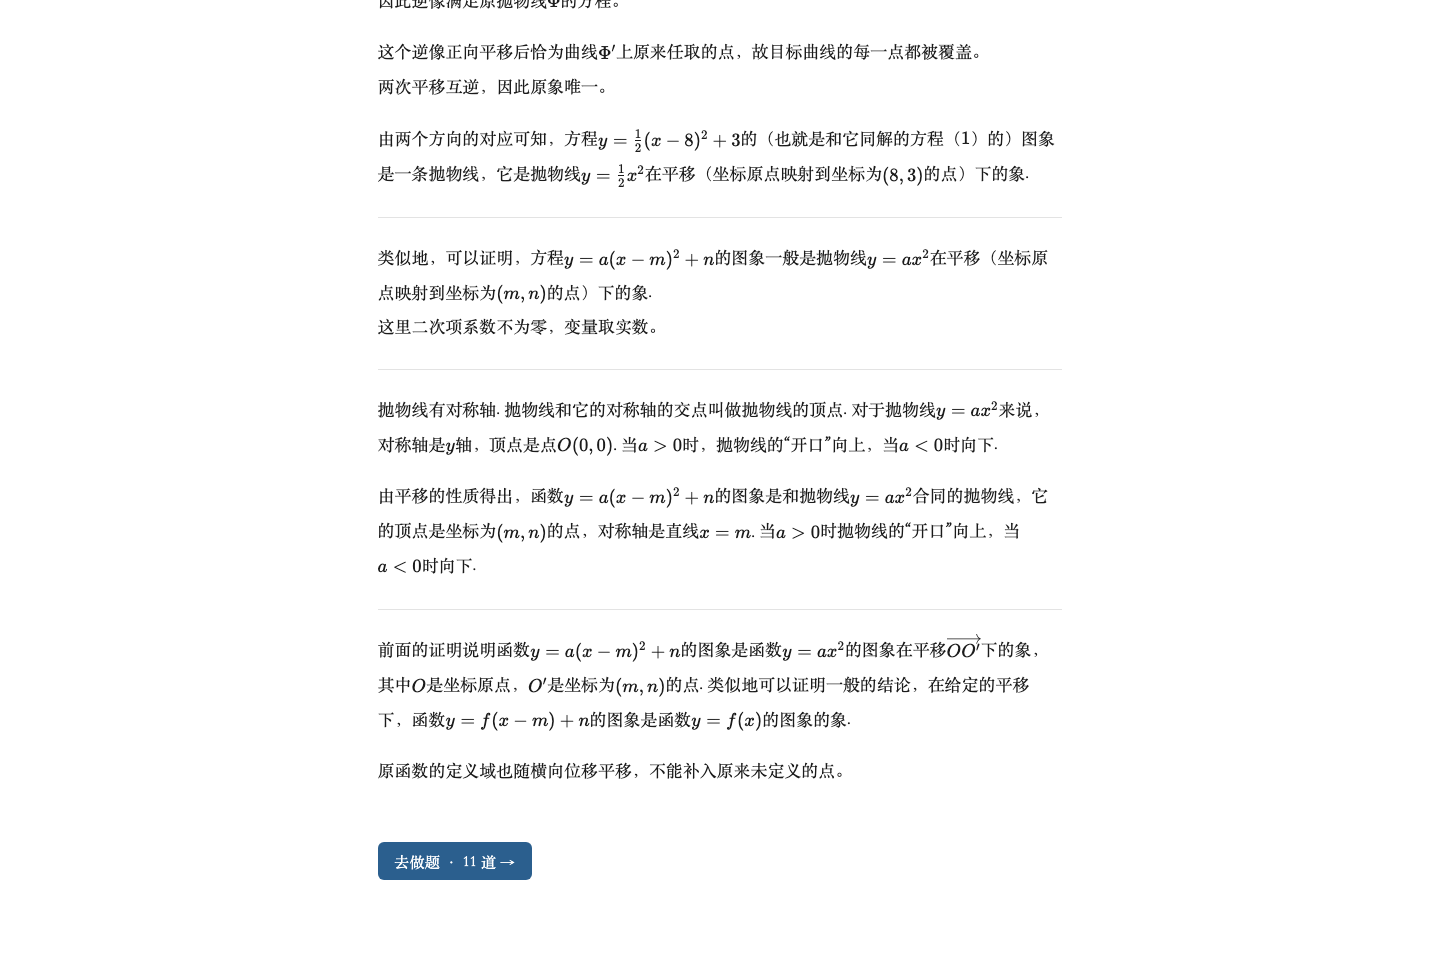 因此逆像满足原抛物线Φ的方程。
这个逆像正向平移后恰为曲线Φ′上原来任取的点，故目标曲线的每一点都被覆盖。
两次平移互逆，因此原象唯一。
由两个方向的对应可知，方程y = ½(x − 8)² + 3的（也就是和它同解的方程（1）的）图象
是一条抛物线，它是抛物线y = ½x²在平移（坐标原点映射到坐标为(8, 3)的点）下的象.
类似地，可以证明，方程y = a(x − m)² + n的图象一般是抛物线y = ax²在平移（坐标原
点映射到坐标为(m, n)的点）下的象.
这里二次项系数不为零，变量取实数。
抛物线有对称轴. 抛物线和它的对称轴的交点叫做抛物线的顶点. 对于抛物线y = ax²来说，
对称轴是y轴，顶点是点O(0, 0). 当a > 0时，抛物线的“开口”向上，当a < 0时向下.
由平移的性质得出，函数y = a(x − m)² + n的图象是和抛物线y = ax²合同的抛物线，它
的顶点是坐标为(m, n)的点，对称轴是直线x = m. 当a > 0时抛物线的“开口”向上，当
a < 0时向下.
前面的证明说明函数y = a(x − m)² + n的图象是函数y = ax²的图象在平移$\overrightarrow{OO'}$下的象，
其中O是坐标原点，O′是坐标为(m, n)的点. 类似地可以证明一般的结论，在给定的平移
下，函数y = f(x − m) + n的图象是函数y = f(x)的图象的象.
原函数的定义域也随横向位移平移，不能补入原来未定义的点。
去做题 · 11 道 →